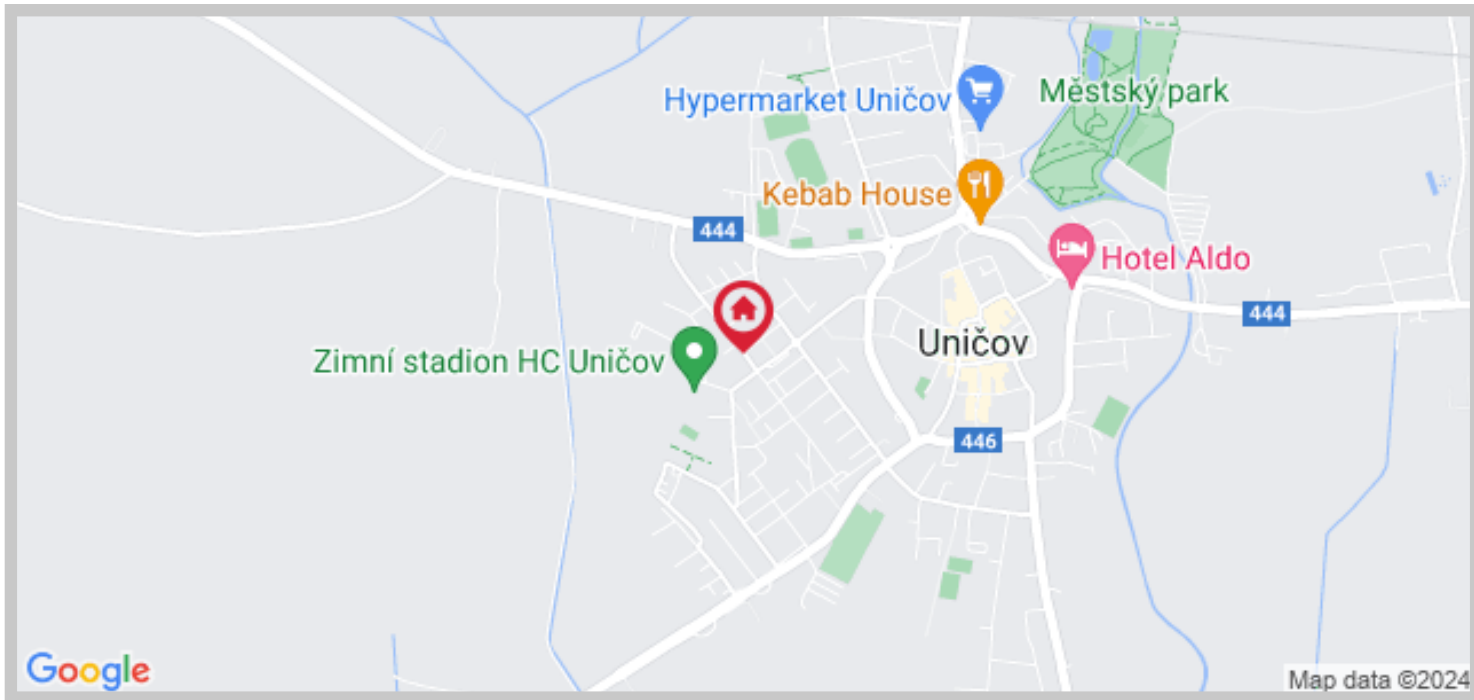 Hypermarket Uničov
Městský park
Kebab House
444
Hotel Aldo
444
Uničov
Zimní stadion HC Uničov
446
Google
Map data ©2024